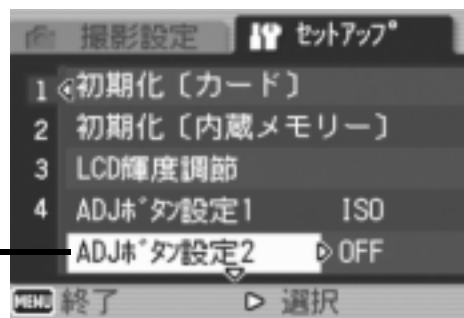 撮影設定 セットアップ
1 初期化〔カード〕
2 初期化〔内蔵メモリー〕
3 LCD輝度調節
4 ADJボタン設定1 ISO
ADJボタン設定2 OFF
MENU 終了 選択